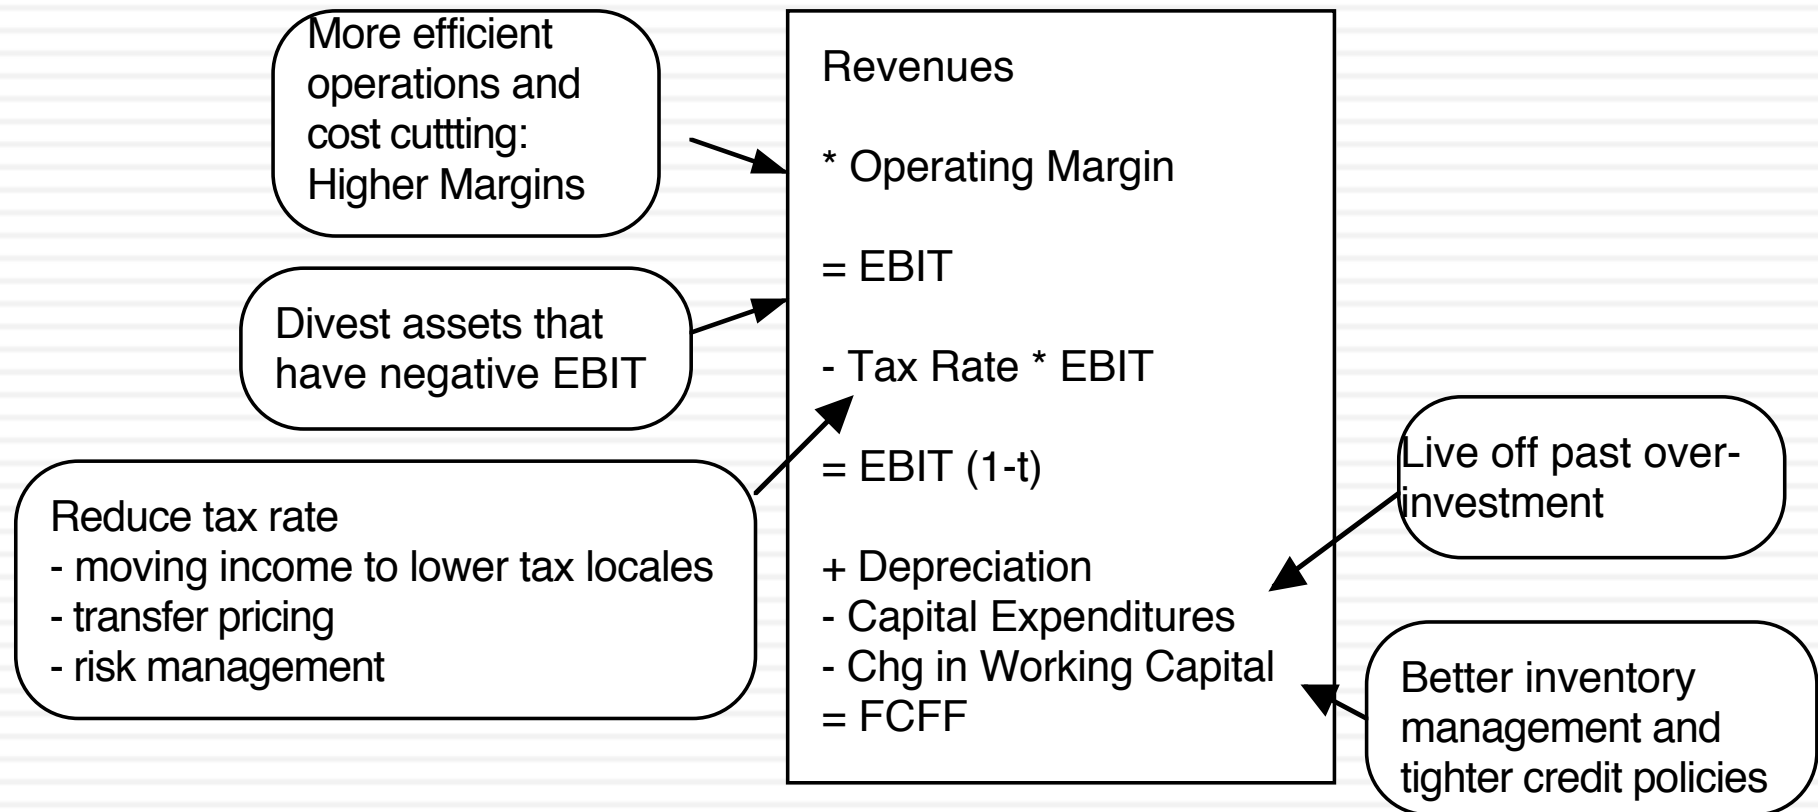 More efficient
operations and
cost cuttting:
Higher Margins
Divest assets that
have negative EBIT
Reduce tax rate
- moving income to lower tax locales
- transfer pricing
- risk management
Revenues
* Operating Margin
= EBIT
- Tax Rate * EBIT
= EBIT (1-t)
+ Depreciation
- Capital Expenditures
- Chg in Working Capital
= FCFF
Live off past over-
investment
Better inventory
management and
tighter credit policies